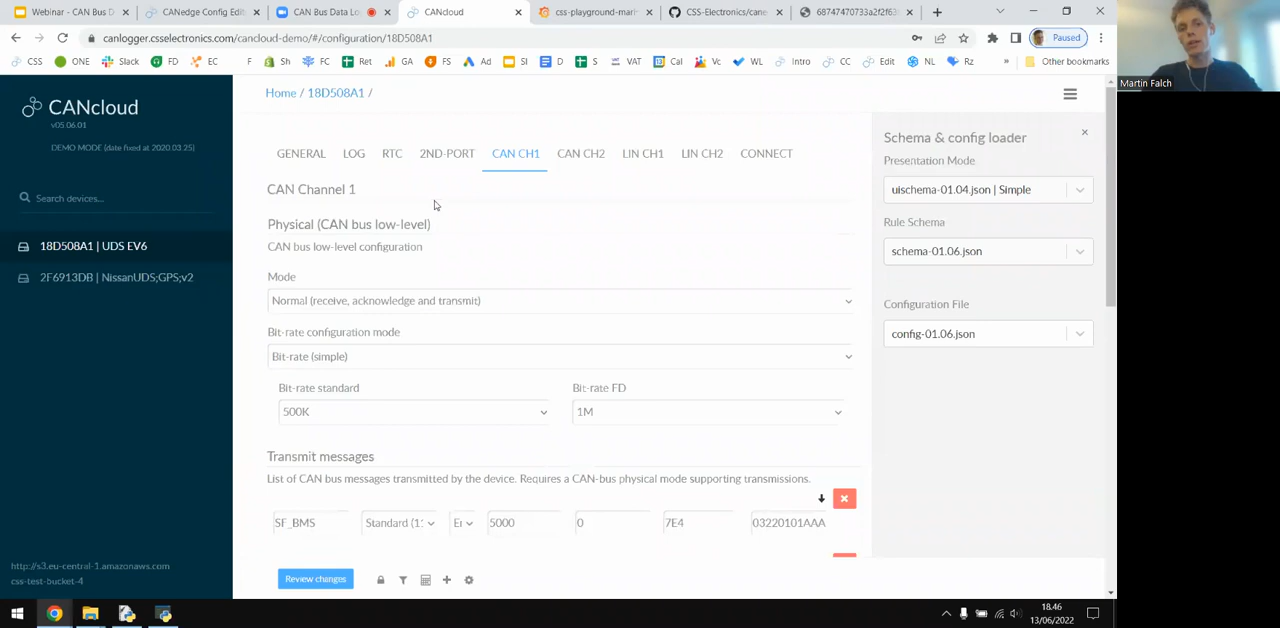 Webinar - CAN Bus D
CANedge Config Edit
CAN Bus Data Lo
CANcloud
css-playground-mari
CSS-Electronics/cane
68747470733a2f2f63
canlogger.csselectronics.com/cancloud-demo/#/configuration/18D508A1
Paused
CSS ONE Slack FD EC F Sh FC Ret GA FS Ad SI D S VAT Cal Vc WL Intro CC Edit NL Rz » Other bookmarks
Martin Falch
CANcloud
v05.06.01
DEMO MODE (date fixed at 2020.03.25)
Search devices...
18D508A1 | UDS EV6
2F6913DB | NissanUDS;GPS;v2
http://s3.eu-central-1.amazonaws.com
css-test-bucket-4
Home / 18D508A1 /
GENERAL LOG RTC 2ND-PORT CAN CH1 CAN CH2 LIN CH1 LIN CH2 CONNECT
CAN Channel 1
Physical (CAN bus low-level)
CAN bus low-level configuration
Mode
Normal (receive, acknowledge and transmit)
Bit-rate configuration mode
Bit-rate (simple)
Bit-rate standard Bit-rate FD
500K 1M
Transmit messages
List of CAN bus messages transmitted by the device. Requires a CAN-bus physical mode supporting transmissions.
SF_BMS Standard (1 5000 0 7E4 03220101AAA
Review changes
Schema & config loader
Presentation Mode
uischema-01.04.json | Simple
Rule Schema
schema-01.06.json
Configuration File
config-01.06.json
18.46
13/06/2022